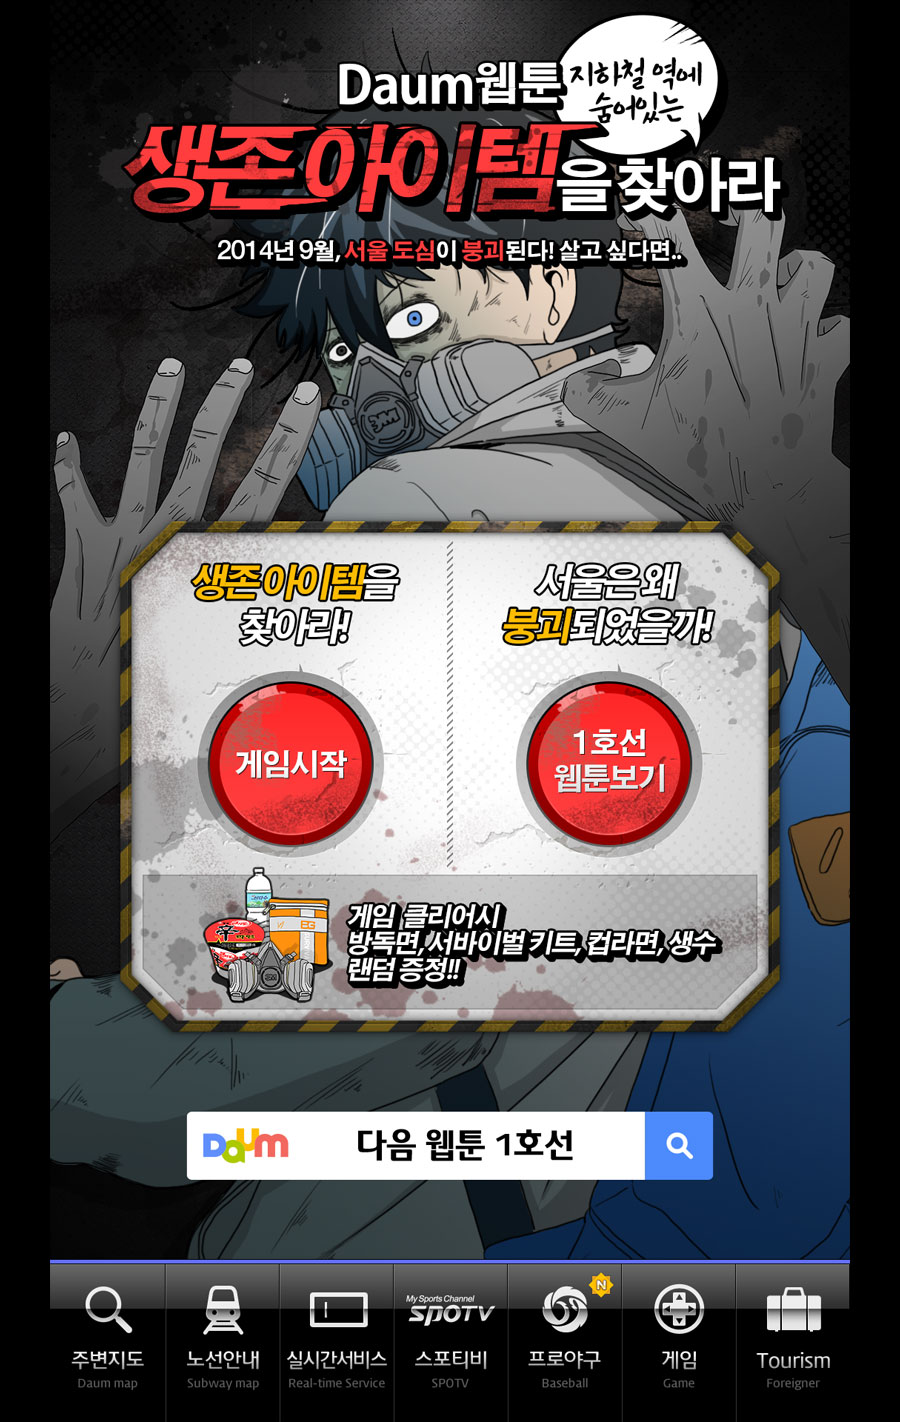 Daum웹툰
지하철 역에
숨어있는
생존 아이템을 찾아라
2014년 9월, 서울 도심이 붕괴된다! 살고 싶다면..
3M
생존 아이템을
찾아라!
게임시작
서울은 왜
붕괴되었을까!
1호선
웹툰보기
게임 클리어시
방독면, 서바이벌 키트, 컵라면, 생수
랜덤 증정!!
辛
3M
Daum
다음 웹툰 1호선
N
My Sports Channel
SPOTV
주변지도
Daum map
노선안내
Subway map
실시간서비스
Real-time Service
스포티비
SPOTV
프로야구
Baseball
게임
Game
Tourism
Foreigner